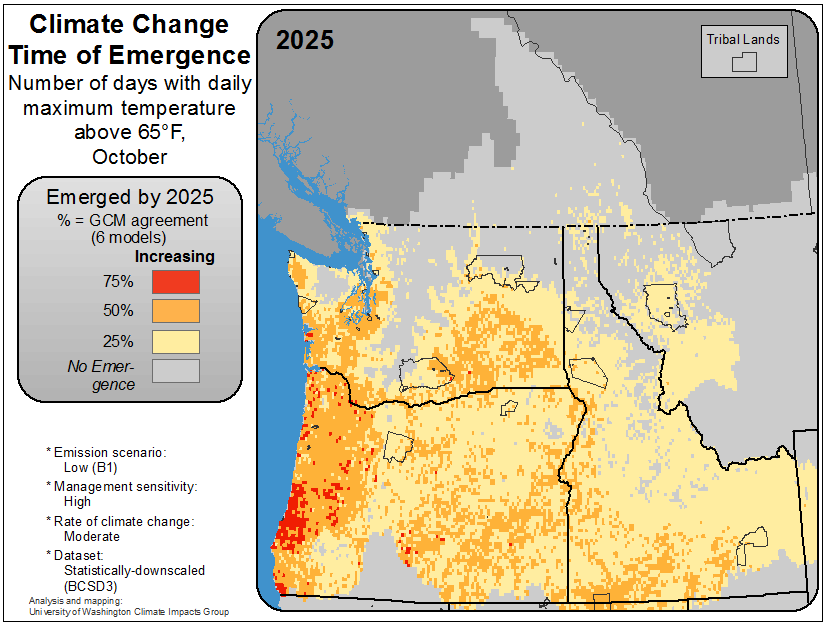 Climate Change
Time of Emergence
Number of days with daily
maximum temperature
above 65°F,
October
2025
Tribal Lands
Emerged by 2025
% = GCM agreement
(6 models)
Increasing
75%
50%
25%
No Emer-
gence
* Emission scenario:
Low (B1)
* Management sensitivity:
High
* Rate of climate change:
Moderate
* Dataset:
Statistically-downscaled
(BCSD3)
Analysis and mapping:
University of Washington Climate Impacts Group